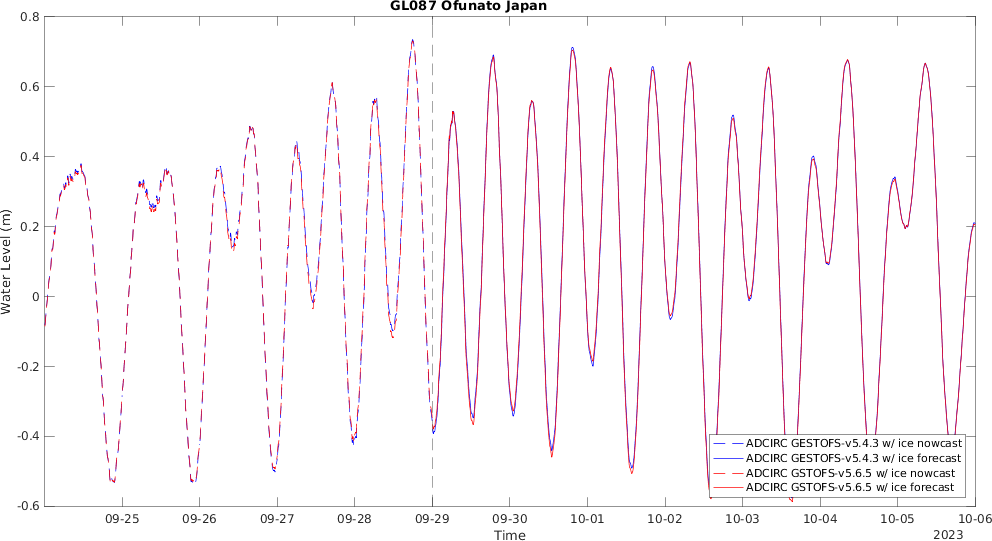 GL087 Ofunato Japan
0.8
0.6
0.4
0.2
0
-0.2
-0.4
-0.6
Water Level (m)
ADCIRC GESTOFS-v5.4.3 w/ ice nowcast
ADCIRC GESTOFS-v5.4.3 w/ ice forecast
ADCIRC GSTOFS-v5.6.5 w/ ice nowcast
ADCIRC GSTOFS-v5.6.5 w/ ice forecast
09-25 09-26 09-27 09-28 09-29 09-30 10-01 10-02 10-03 10-04 10-05 10-06
Time
2023